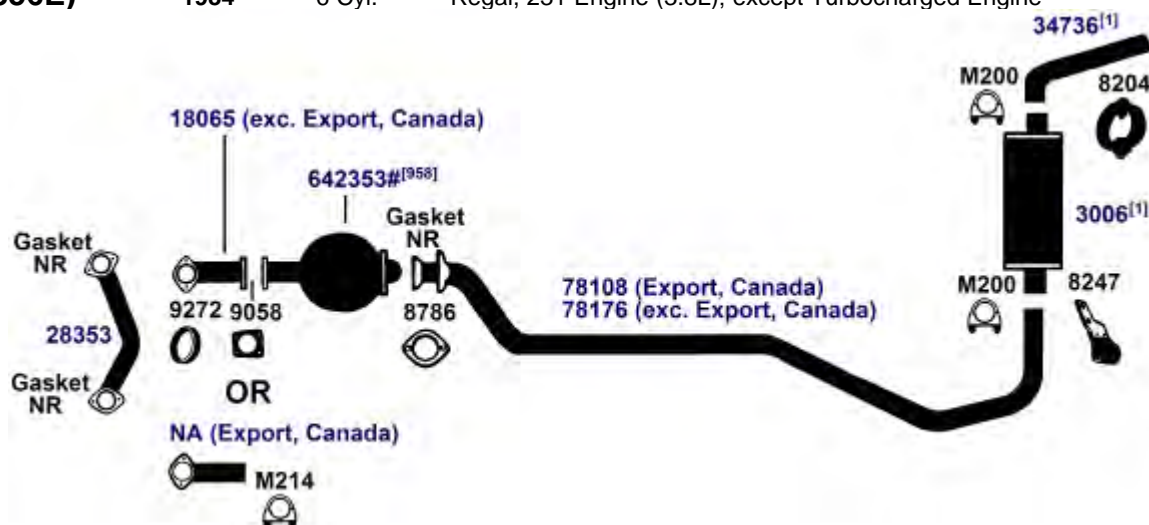 1984 6 Cyl. Regal, 231 Engine (3.8L), except Turbocharged Engine
34736[1]
M200
8204
18065 (exc. Export, Canada)
642353#[958]
Gasket
NR
3006[1]
Gasket
NR
9272 9058
8786
78108 (Export, Canada)
78176 (exc. Export, Canada)
M200
8247
28353
Gasket
NR
OR
NA (Export, Canada)
M214